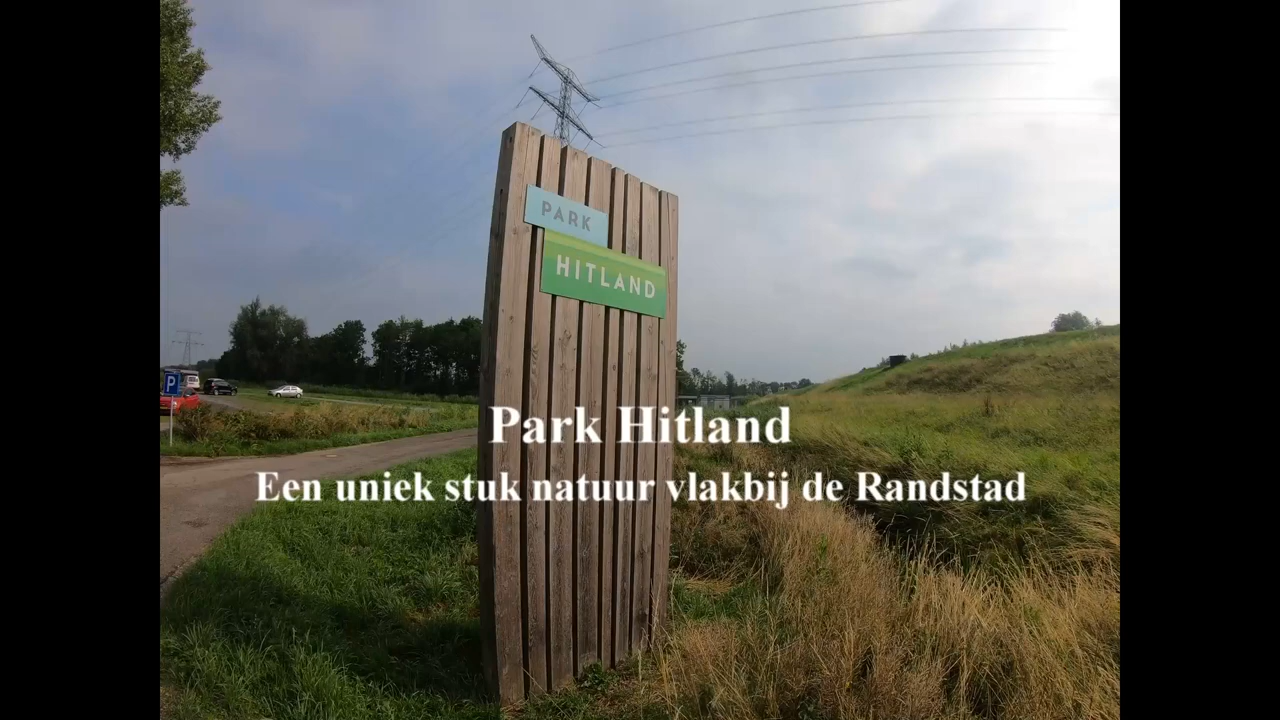 PARK
HITLAND
P
Park Hitland
Een uniek stuk natuur vlakbij de Randstad